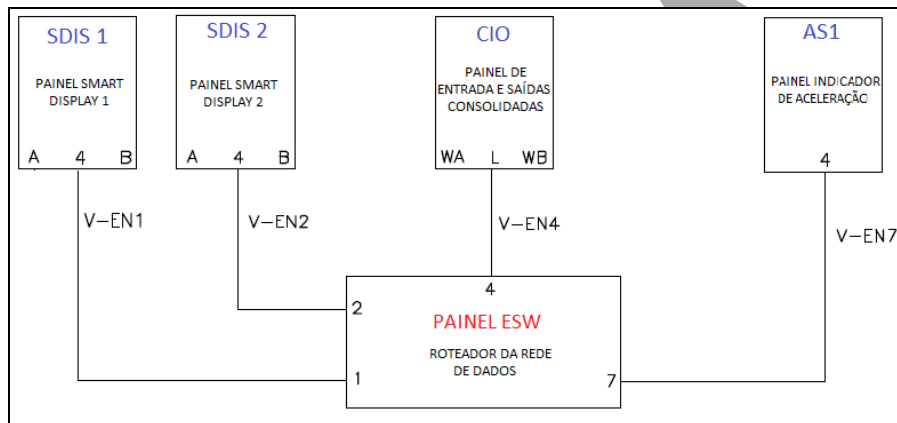 SDIS 1
PAINEL SMART
DISPLAY 1
A 4 B
SDIS 2
PAINEL SMART
DISPLAY 2
A 4 B
CIO
PAINEL DE
ENTRADA E SAÍDAS
CONSOLIDADAS
WA L WB
AS1
PAINEL INDICADOR
DE ACELERAÇÃO
4
V-EN1
V-EN2
V-EN4
V-EN7
4
2
PAINEL ESW
ROTEADOR DA REDE
DE DADOS
1
7